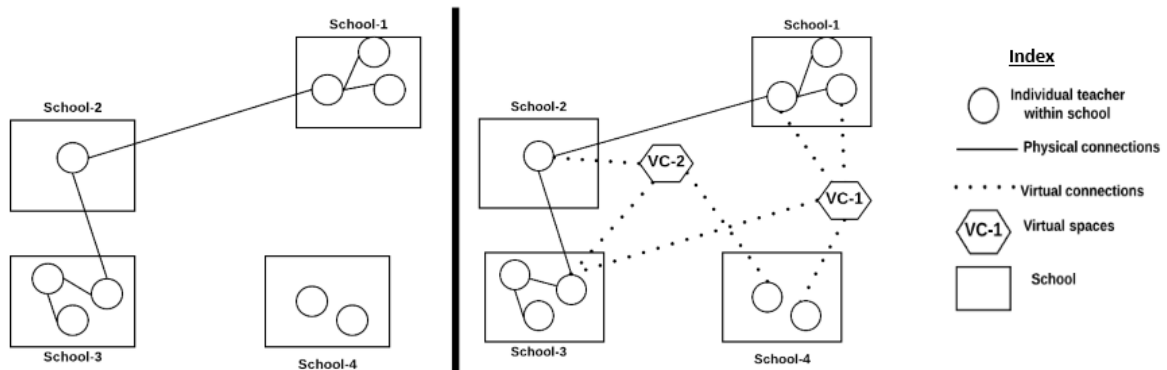 School-1
School-2
School-3
School-4
School-1
School-2
VC-2
VC-1
School-3
School-4
Index
Individual teacher
within school
Physical connections
Virtual connections
VC-1
Virtual spaces
School